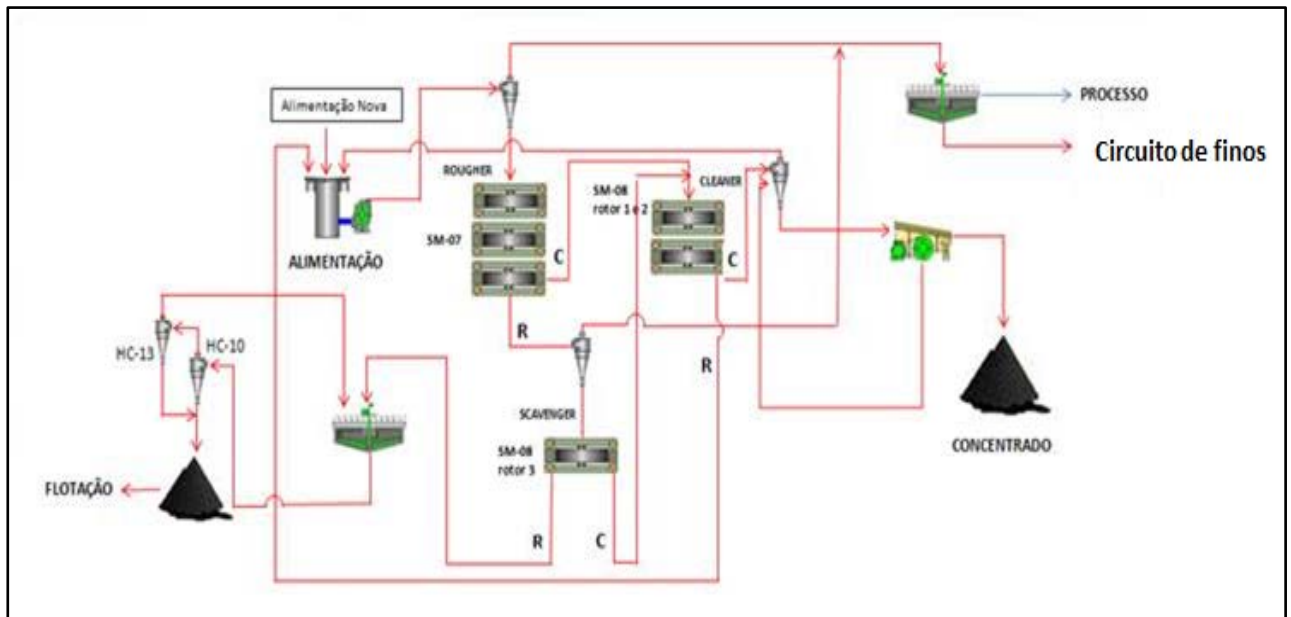 Alimentação Nova
PROCESSO
Circuito de finos
ROUGHER
SM-08
rotor 1 e 2
CLEANER
SM-07
C
C
ALIMENTAÇÃO
R
HC-13
HC-10
R
SCAVENGER
SM-08
rotor 3
CONCENTRADO
FLOTAÇÃO
R
C